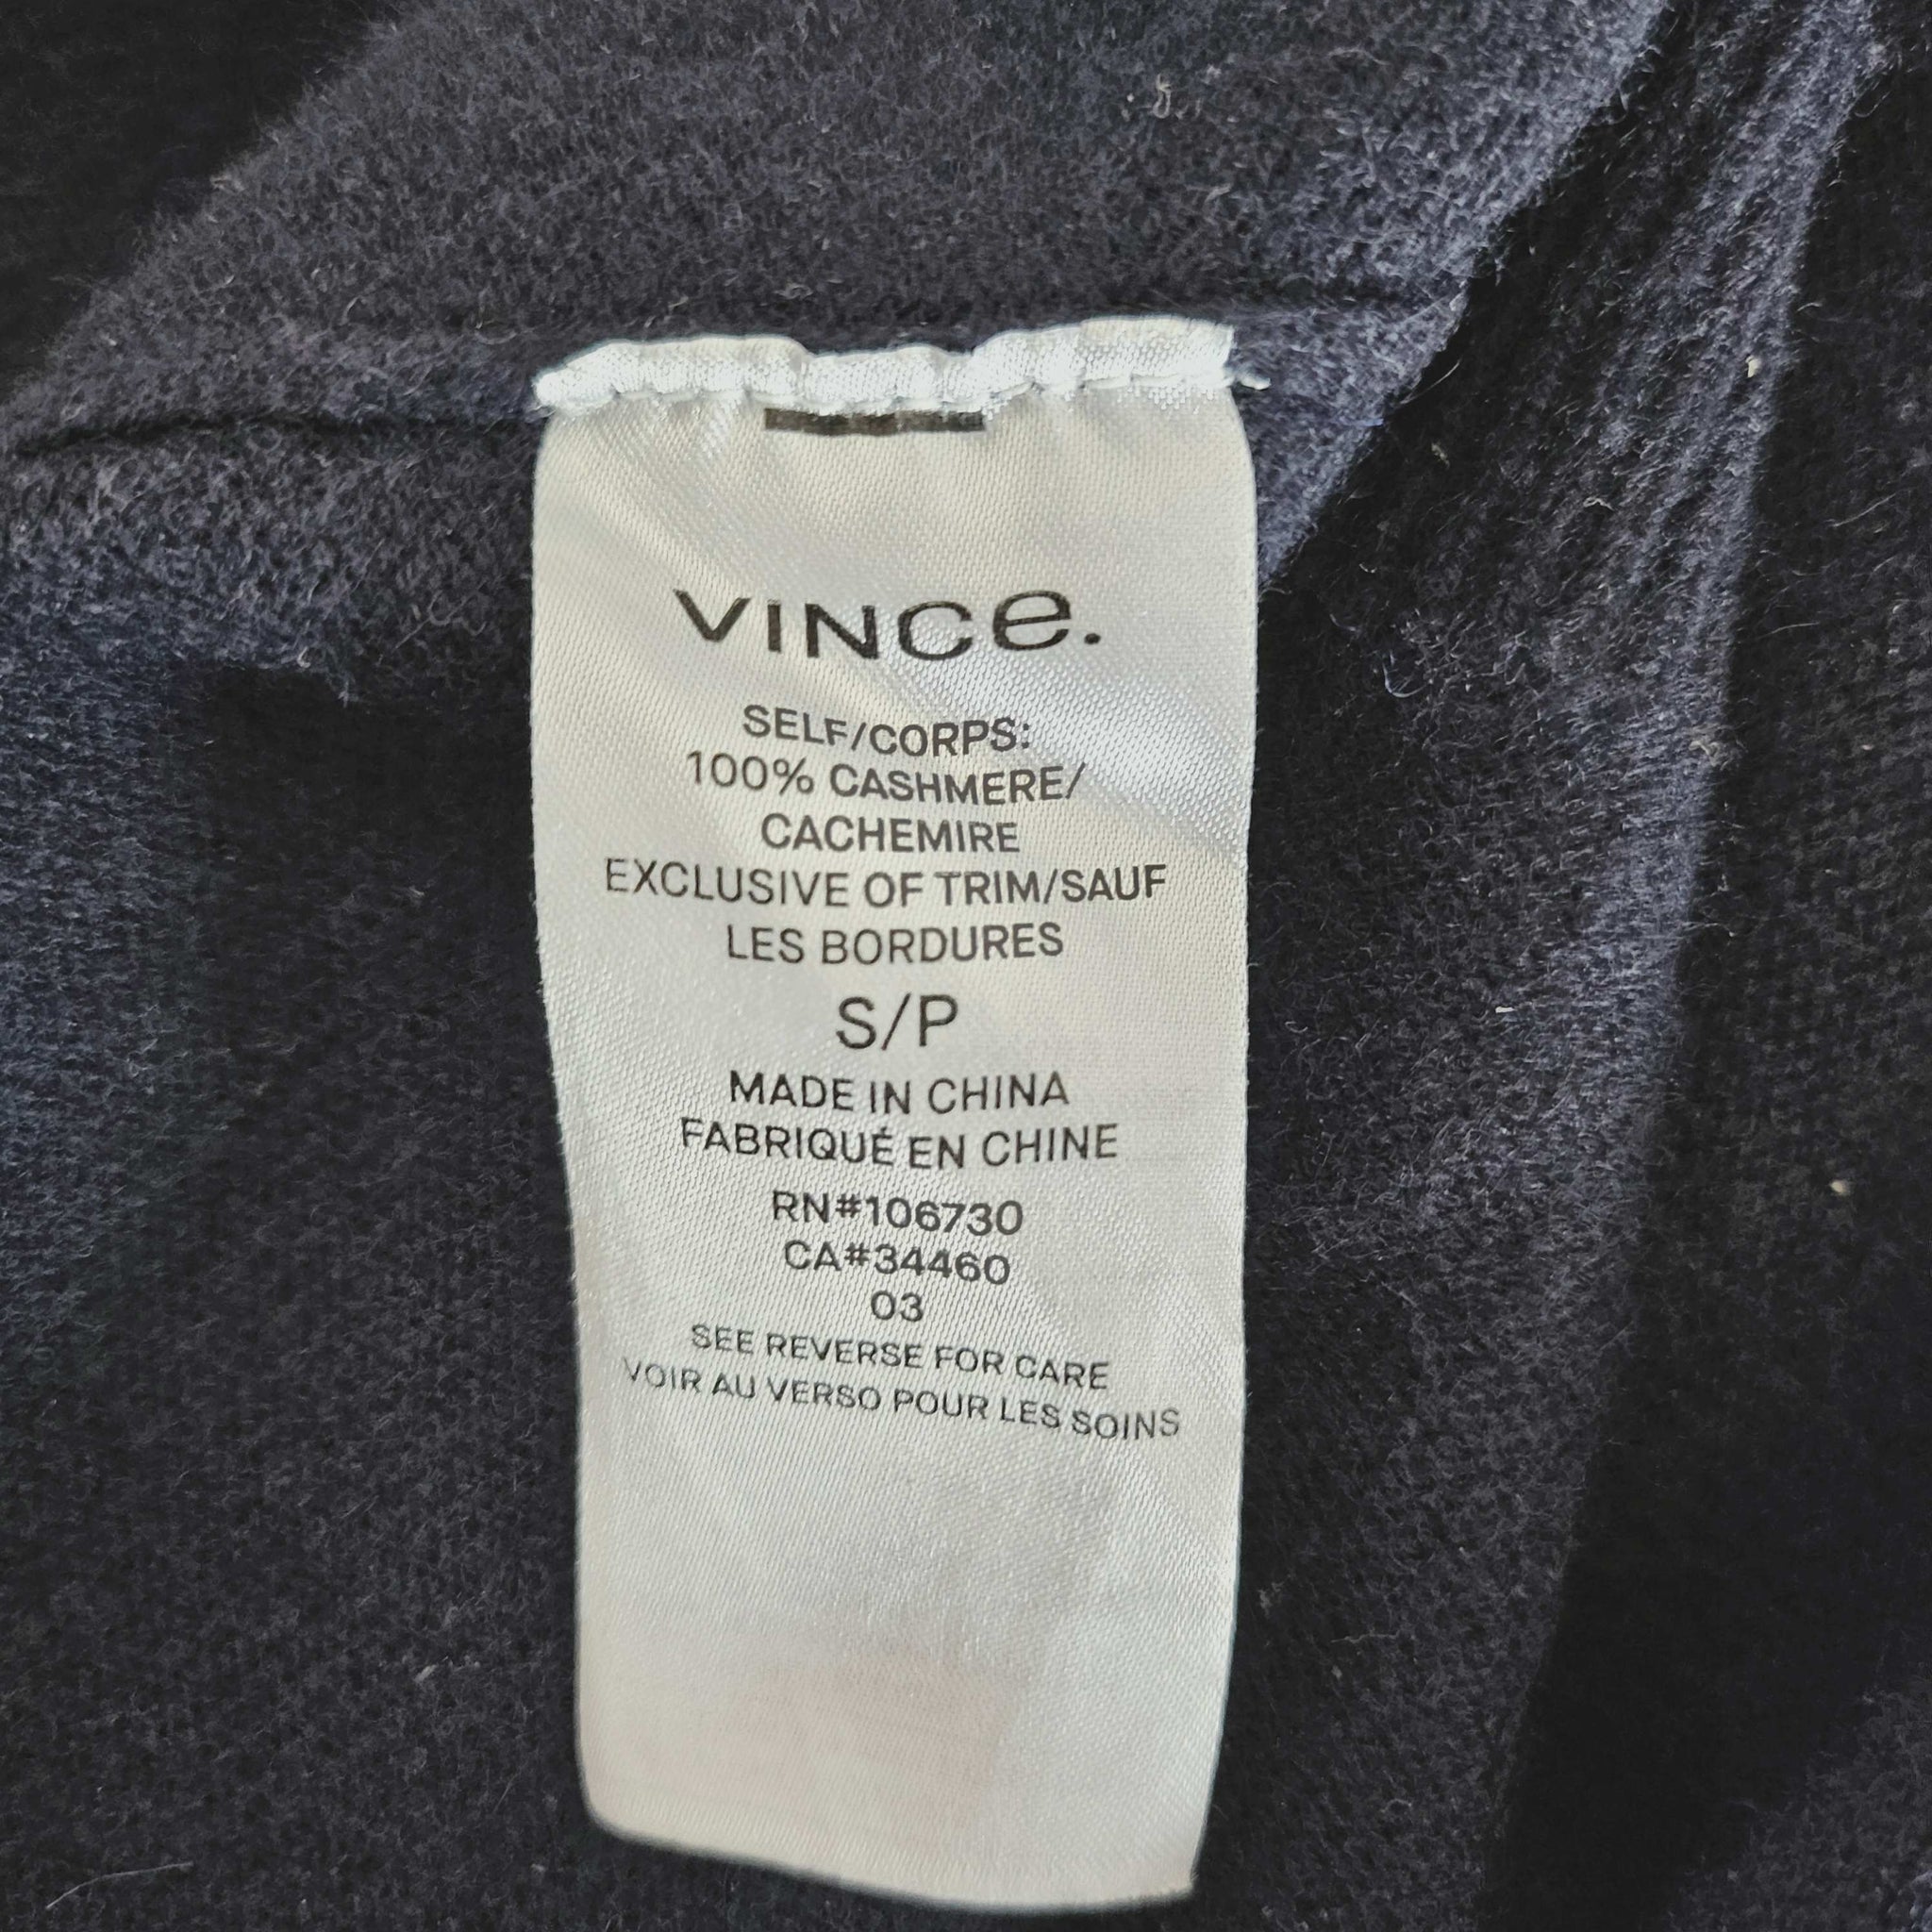 VINCE.
SELF/CORPS:
100% CASHMERE/
CACHEMIRE
EXCLUSIVE OF TRIM/SAUF
LES BORDURES
S/P
MADE IN CHINA
FABRIQUÉ EN CHINE
RN#106730
CA#34460
03
SEE REVERSE FOR CARE
VOIR AU VERSO POUR LES SOINS